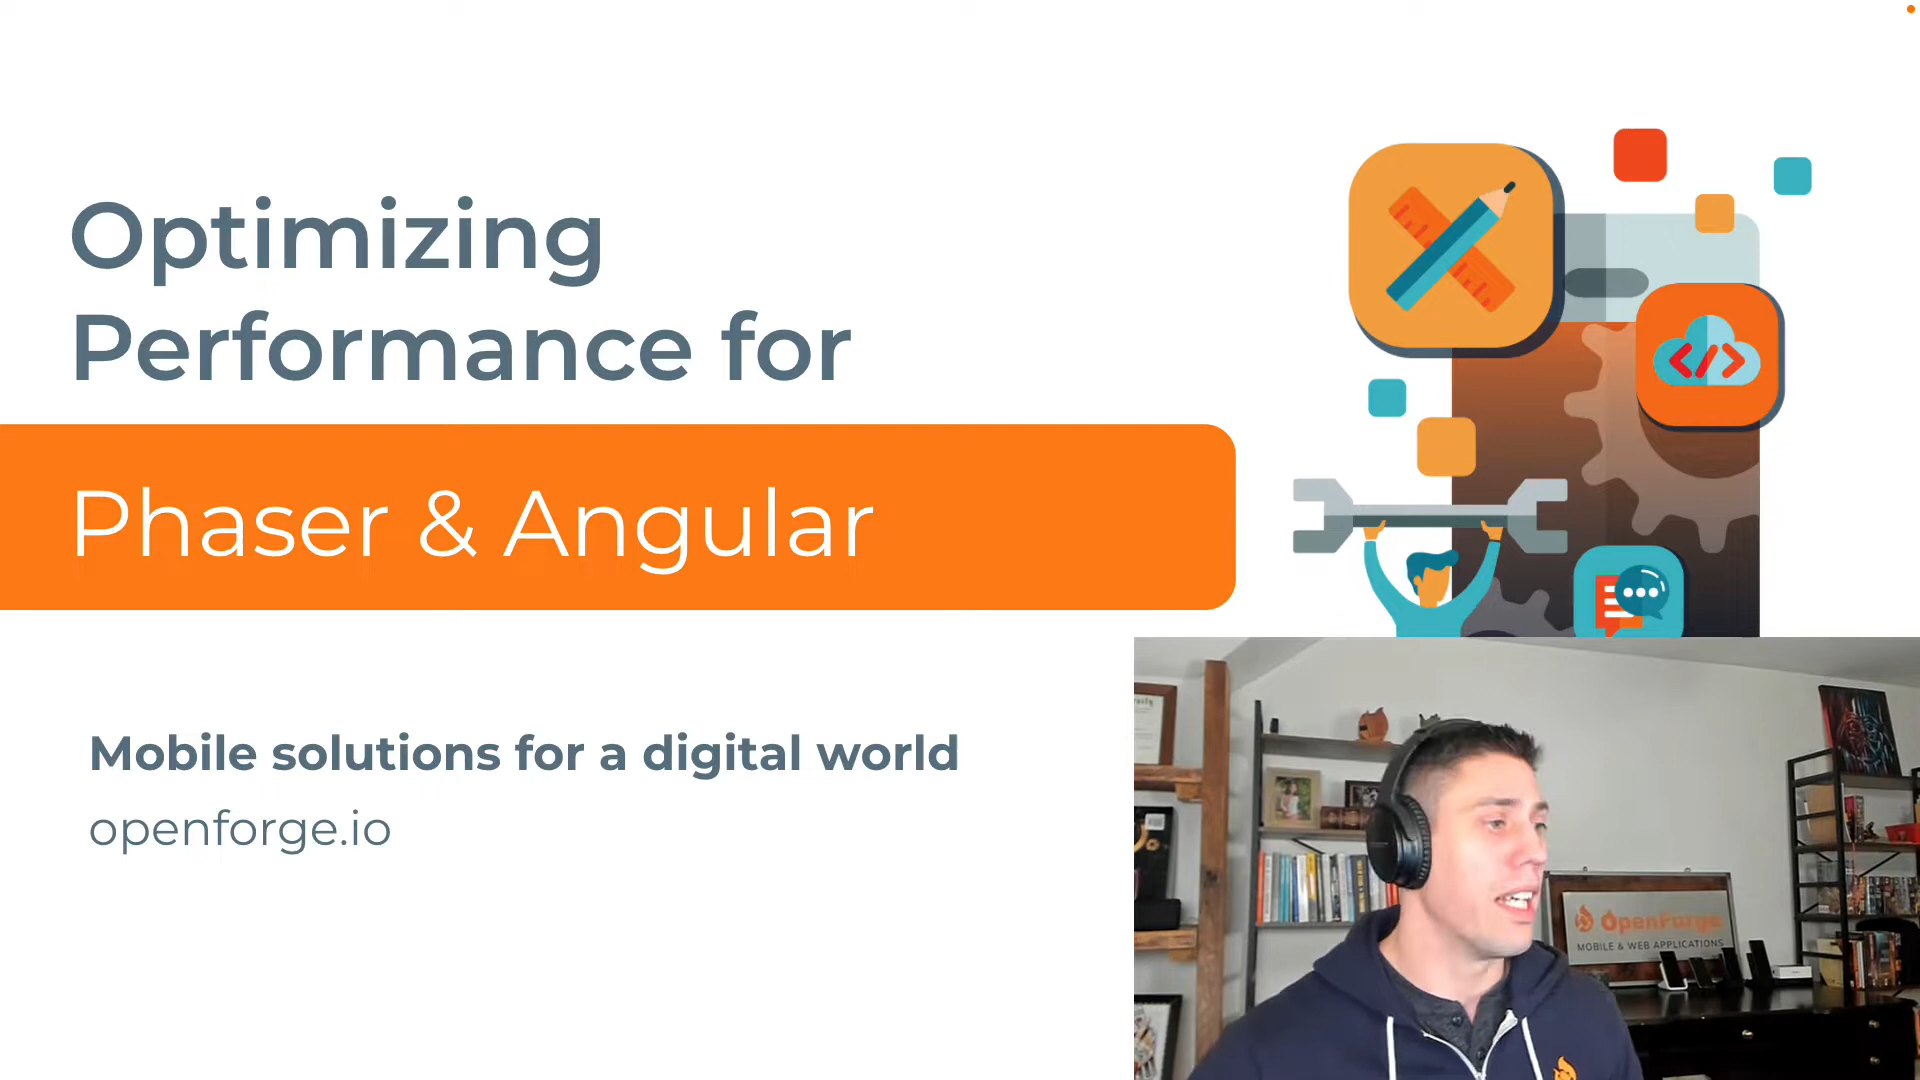 Optimizing
Performance for
Phaser & Angular
</>
Mobile solutions for a digital world
openforge.io
OpenForge
MOBILE & WEB APPLICATIONS